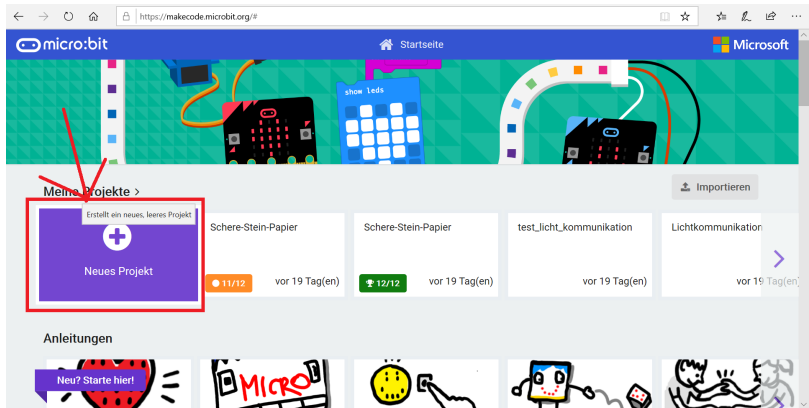 https://makecode.microbit.org/#
micro:bit
Startseite
Microsoft
show leds
Meine Projekte >
Importieren
Erstellt ein neues, leeres Projekt
Neues Projekt
Schere-Stein-Papier
11/12
vor 19 Tag(en)
Schere-Stein-Papier
12/12
vor 19 Tag(en)
test_licht_kommunikation
vor 19 Tag(en)
Lichtkommunikation
vor 19 Tag(en)
Anleitungen
Neu? Starte hier!
MICRO